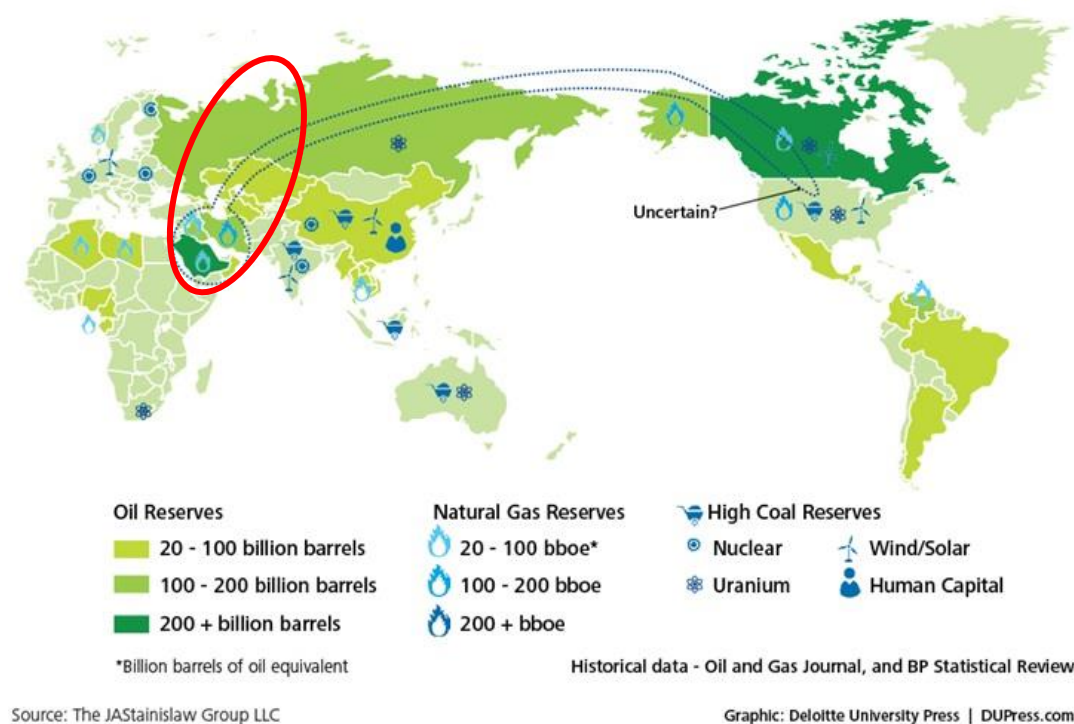 Uncertain?
Oil Reserves
20 - 100 billion barrels
100 - 200 billion barrels
200 + billion barrels
*Billion barrels of oil equivalent
Natural Gas Reserves
20 - 100 bboe*
100 - 200 bboe
200 + bboe
High Coal Reserves
Nuclear
Wind/Solar
Uranium
Human Capital
Historical data - Oil and Gas Journal, and BP Statistical Review
Source: The JAStainislaw Group LLC
Graphic: Deloitte University Press | DUPress.com